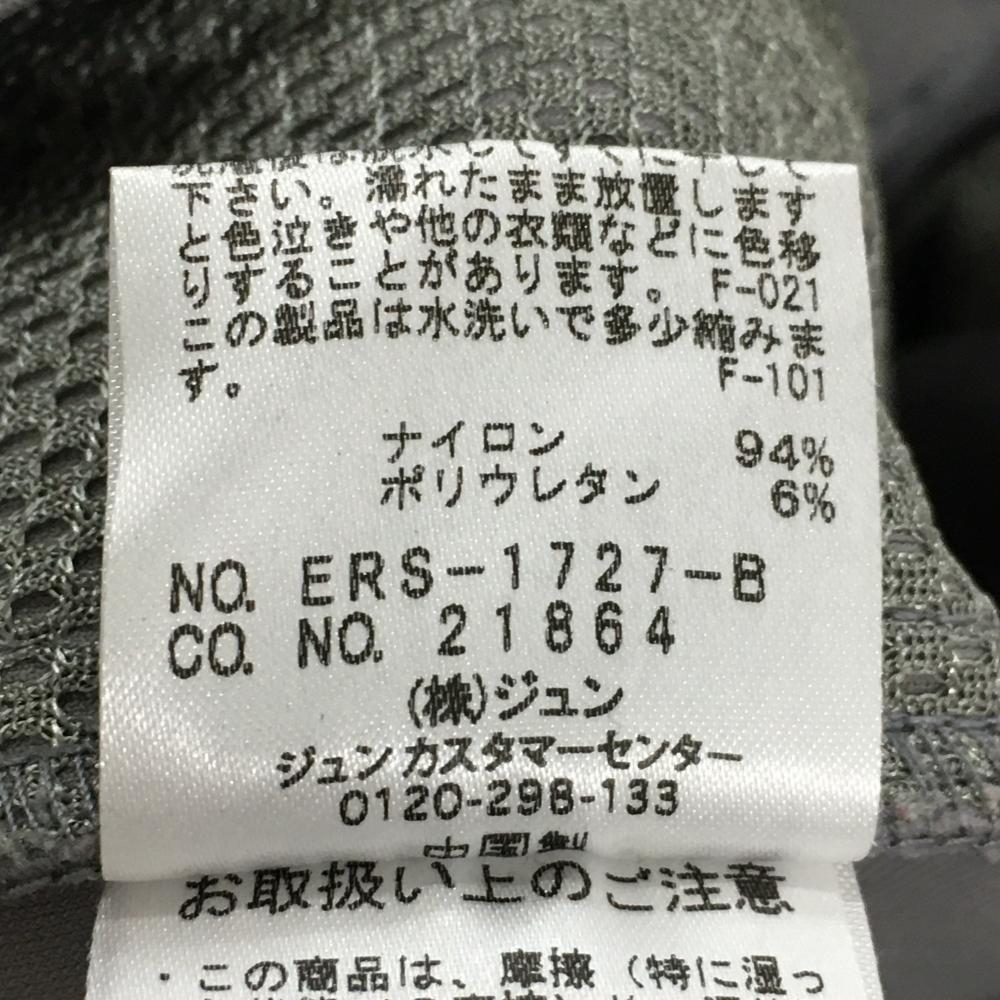 下さい。濡れたまま放置しますす
と色泣きや他の衣類などに色移
りすることがあります。 F-021
この製品は水洗いで多少縮みま
す。 F-101
ナイロン 94%
ポリウレタン 6%
NO. ERS-1727-B
CO. NO. 21864
(株)ジュン
ジュンカスタマーセンター
0120-298-133
中国製
お取扱い上のご注意
・この商品は、摩擦（特に湿っ